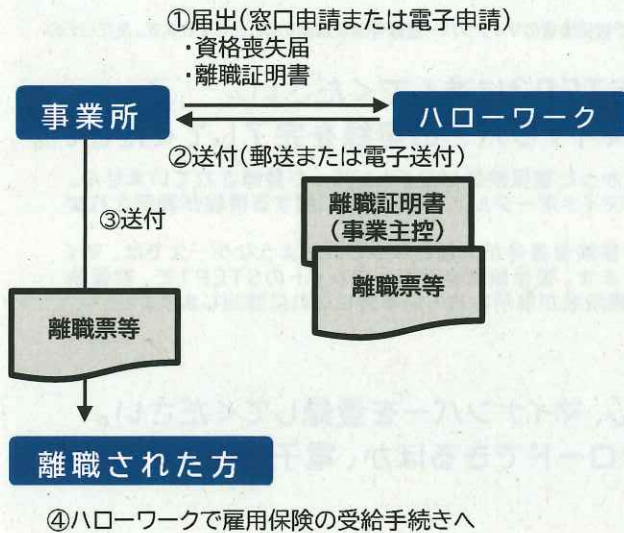 ①届出(窓口申請または電子申請)
・資格喪失届
・離職証明書
事業所
ハローワーク
②送付(郵送または電子送付)
離職証明書
(事業主控)
離職票等
③送付
離職票等
離職された方
④ハローワークで雇用保険の受給手続きへ